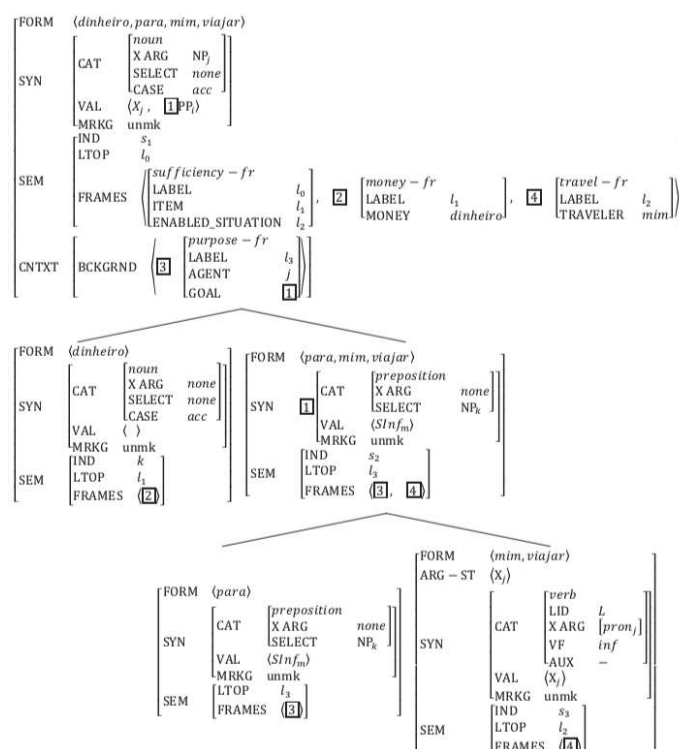 FORM ⟨dinheiro, para, mim, viajar⟩
SYN
CAT
noun
X ARG NPⱼ
SELECT none
CASE acc
VAL ⟨Xⱼ , 1 PPᵢ⟩
MRKG unmk
SEM
IND s₁
LTOP l₀
FRAMES
sufficiency − fr
LABEL l₀
ITEM l₁
ENABLED_SITUATION l₂
, 2
money − fr
LABEL l₁
MONEY dinheiro
, 4
travel − fr
LABEL l₂
TRAVELER mim
CNTXT
BCKGRND
3
purpose − fr
LABEL l₃
AGENT j
GOAL 1
FORM ⟨dinheiro⟩
SYN
CAT
noun
X ARG none
SELECT none
CASE acc
VAL ⟨ ⟩
MRKG unmk
SEM
IND k
LTOP l₁
FRAMES ⟨2⟩
FORM ⟨para, mim, viajar⟩
SYN 1
CAT
preposition
X ARG none
SELECT NPₖ
VAL ⟨SInfₘ⟩
MRKG unmk
SEM
IND s₂
LTOP l₃
FRAMES ⟨3, 4⟩
FORM ⟨para⟩
SYN
CAT
preposition
X ARG none
SELECT NPₖ
VAL ⟨SInfₘ⟩
MRKG unmk
SEM
LTOP l₃
FRAMES ⟨3⟩
FORM ⟨mim, viajar⟩
ARG − ST ⟨Xⱼ⟩
SYN
CAT
verb
LID L
X ARG [pronⱼ]
VF inf
AUX −
VAL ⟨Xⱼ⟩
MRKG unmk
SEM
IND s₃
LTOP l₂
FRAMES ⟨4⟩